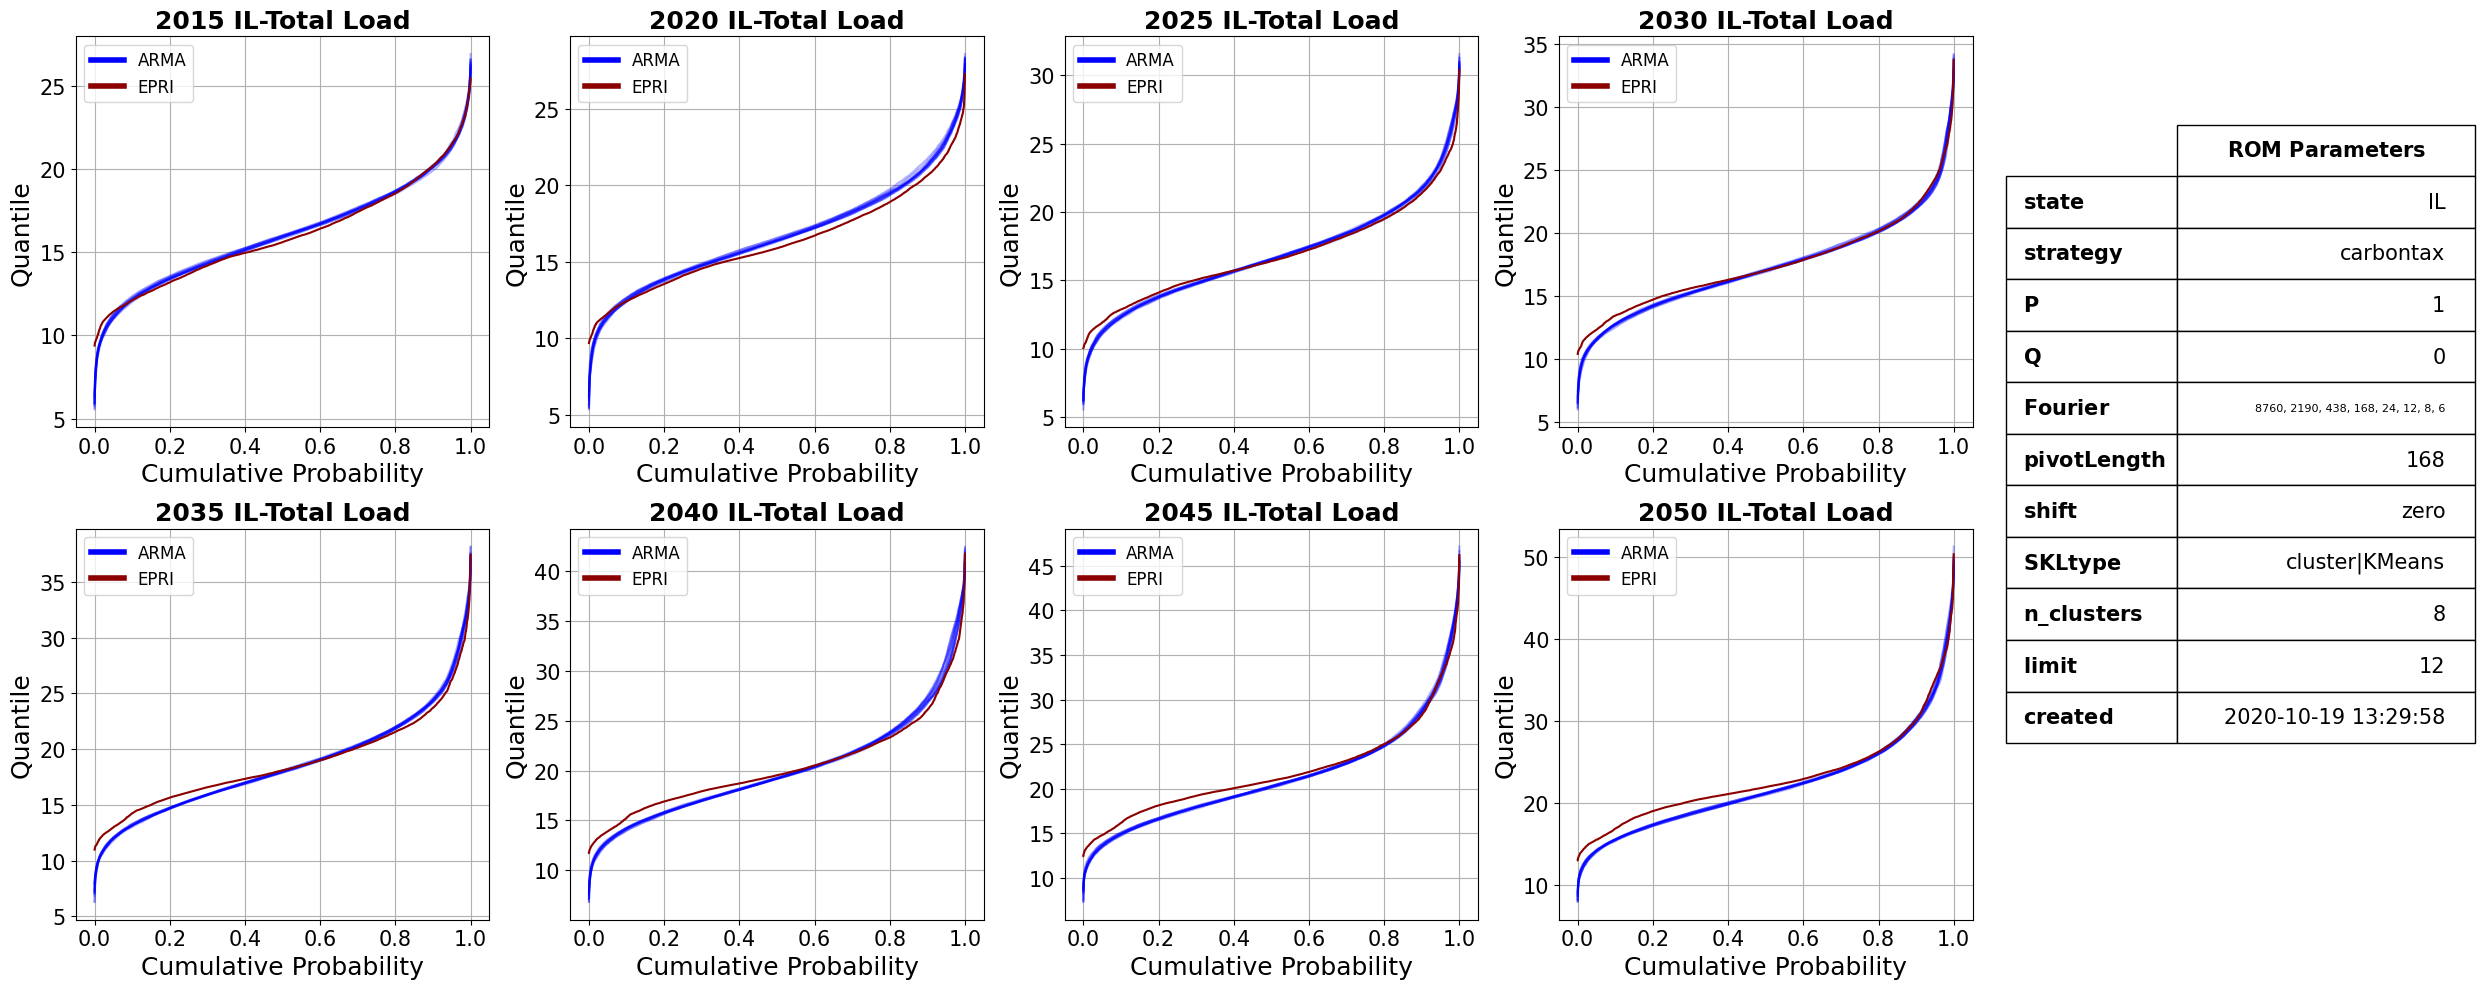 2015 IL-Total Load
ARMA
EPRI
25
20
15
10
5
0.0 0.2 0.4 0.6 0.8 1.0
Quantile
Cumulative Probability
2020 IL-Total Load
ARMA
EPRI
25
20
15
10
5
0.0 0.2 0.4 0.6 0.8 1.0
Quantile
Cumulative Probability
2025 IL-Total Load
ARMA
EPRI
30
25
20
15
10
5
0.0 0.2 0.4 0.6 0.8 1.0
Quantile
Cumulative Probability
2030 IL-Total Load
ARMA
EPRI
35
30
25
20
15
10
5
0.0 0.2 0.4 0.6 0.8 1.0
Quantile
Cumulative Probability
2035 IL-Total Load
ARMA
EPRI
35
30
25
20
15
10
5
0.0 0.2 0.4 0.6 0.8 1.0
Quantile
Cumulative Probability
2040 IL-Total Load
ARMA
EPRI
40
35
30
25
20
15
10
0.0 0.2 0.4 0.6 0.8 1.0
Quantile
Cumulative Probability
2045 IL-Total Load
ARMA
EPRI
45
40
35
30
25
20
15
10
0.0 0.2 0.4 0.6 0.8 1.0
Quantile
Cumulative Probability
2050 IL-Total Load
ARMA
EPRI
50
40
30
20
10
0.0 0.2 0.4 0.6 0.8 1.0
Quantile
Cumulative Probability
ROM Parameters
state IL
strategy carbontax
P 1
Q 0
Fourier 8760, 2190, 438, 168, 24, 12, 8, 6
pivotLength 168
shift zero
SKLtype cluster|KMeans
n_clusters 8
limit 12
created 2020-10-19 13:29:58